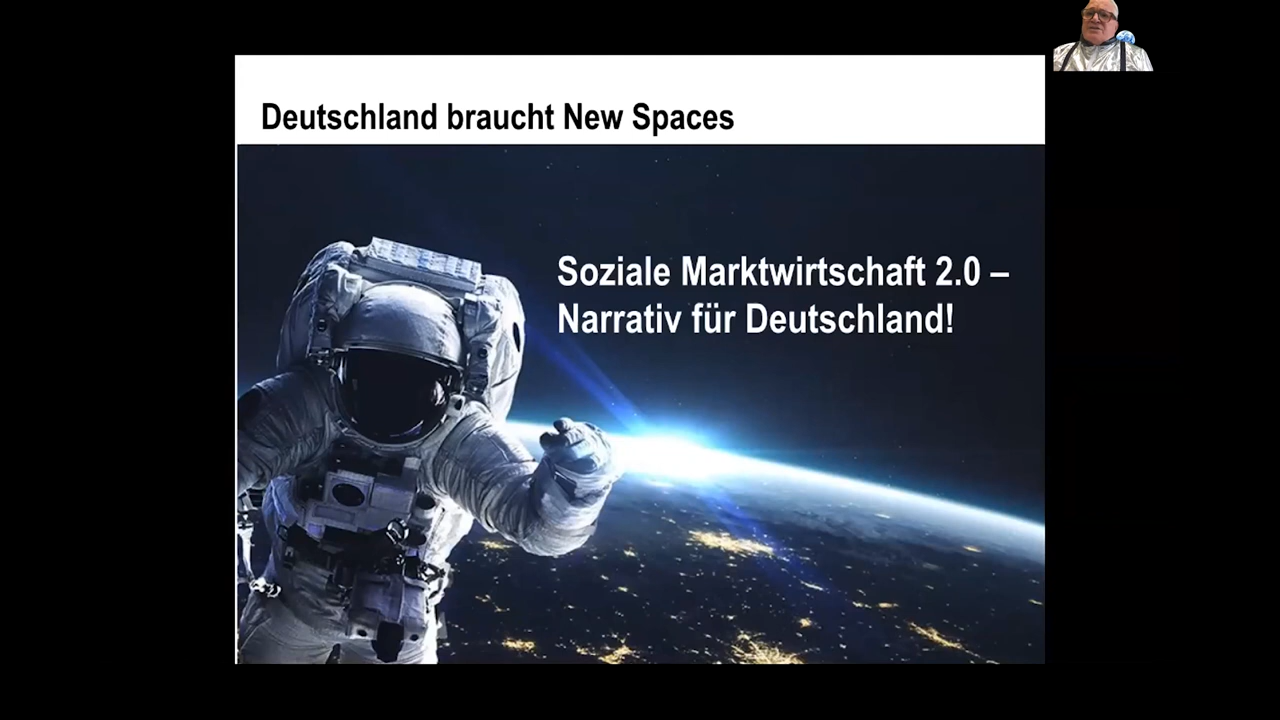 Deutschland braucht New Spaces
Soziale Marktwirtschaft 2.0 –
Narrativ für Deutschland!